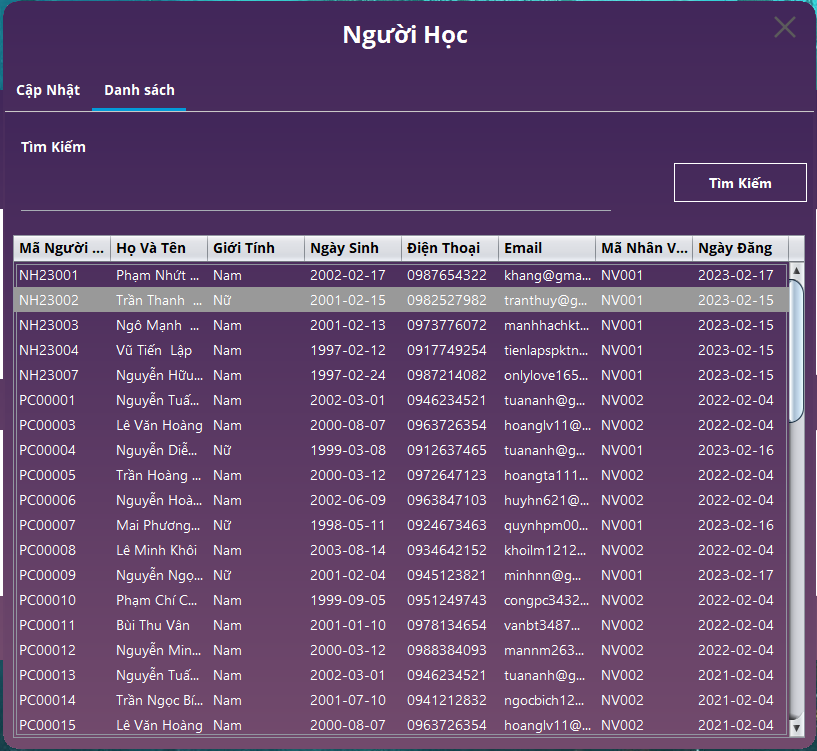 Người Học
Cập Nhật Danh sách
Tìm Kiếm
Tìm Kiếm
Mã Người ... Họ Và Tên Giới Tính Ngày Sinh Điện Thoại Email Mã Nhân V... Ngày Đăng
NH23001 Phạm Nhứt ... Nam 2002-02-17 0987654322 khang@gma... NV001 2023-02-17
NH23002 Trần Thanh ... Nữ 2001-02-15 0982527982 tranthuy@g... NV001 2023-02-15
NH23003 Ngô Mạnh ... Nam 2001-02-13 0973776072 manhhachkt... NV001 2023-02-15
NH23004 Vũ Tiến Lập Nam 1997-02-12 0917749254 tienlapspktn... NV001 2023-02-15
NH23007 Nguyễn Hữu... Nam 1997-02-24 0987214082 onlylove165... NV001 2023-02-15
PC00001 Nguyễn Tuấ... Nam 2002-03-01 0946234521 tuananh@g... NV002 2022-02-04
PC00003 Lê Văn Hoàng Nam 2000-08-07 0963726354 hoanglv11@... NV002 2022-02-04
PC00004 Nguyễn Diễ... Nữ 1999-03-08 0912637465 tuananh@g... NV001 2023-02-16
PC00005 Trần Hoàng ... Nam 2000-03-12 0972647123 hoangta111... NV002 2022-02-04
PC00006 Nguyễn Hoà... Nam 2002-06-09 0963847103 huyhn621@... NV002 2022-02-04
PC00007 Mai Phương... Nữ 1998-05-11 0924673463 quynhpm00... NV001 2023-02-16
PC00008 Lê Minh Khôi Nam 2003-08-14 0934642152 khoilm1212... NV002 2022-02-04
PC00009 Nguyễn Ngọ... Nữ 2001-02-04 0945123821 minhnn@g... NV001 2023-02-17
PC00010 Phạm Chí C... Nam 1999-09-05 0951249743 congpc3432... NV002 2022-02-04
PC00011 Bùi Thu Vân Nam 2001-01-10 0978134654 vanbt3487... NV002 2022-02-04
PC00012 Nguyễn Min... Nam 2000-03-12 0988384093 mannm263... NV002 2022-02-04
PC00013 Nguyễn Tuấ... Nam 2002-03-01 0946234521 tuananh@g... NV002 2021-02-04
PC00014 Trần Ngọc Bí... Nam 2001-07-10 0941212832 ngocbich12... NV002 2021-02-04
PC00015 Lê Văn Hoàng Nam 2000-08-07 0963726354 hoanglv11@... NV002 2021-02-04